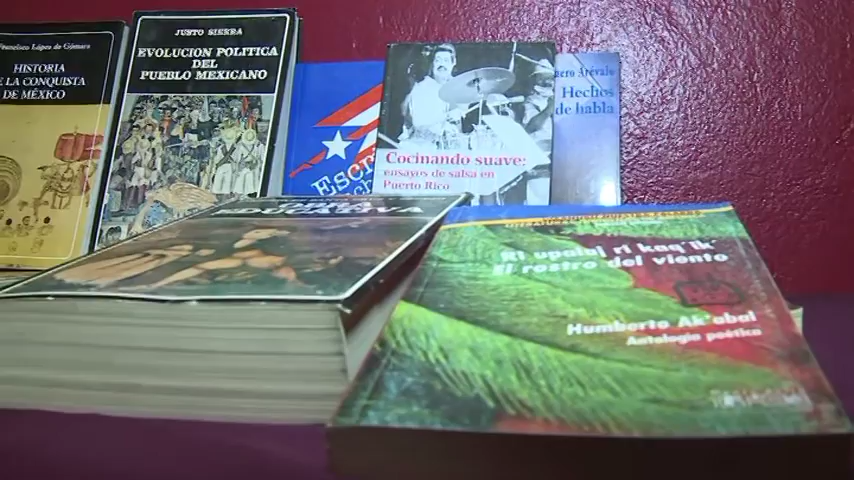 Francisco López de Gómara
HISTORIA
DE LA CONQUISTA
DE MÉXICO
JUSTO SIERRA
EVOLUCION POLITICA
DEL
PUEBLO MEXICANO
Cocinando suave:
ensayos de salsa en
Puerto Rico
Arévalo
Hechos
de habla
EDUCATIVA
Ri upalaj ri kaq'ik'
El rostro del viento
Humberto Ak'abal
Antología poética